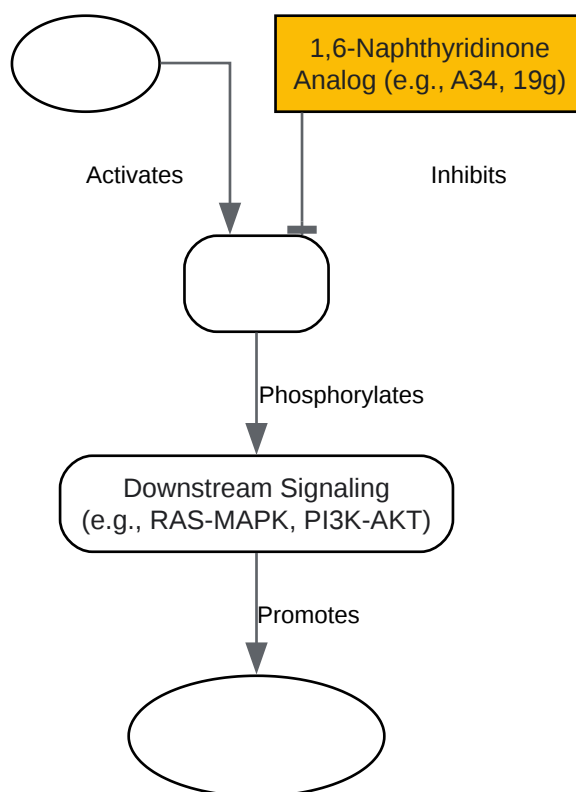 1,6-Naphthyridinone
Analog (e.g., A34, 19g)
Activates
Inhibits
Phosphorylates
Downstream Signaling
(e.g., RAS-MAPK, PI3K-AKT)
Promotes